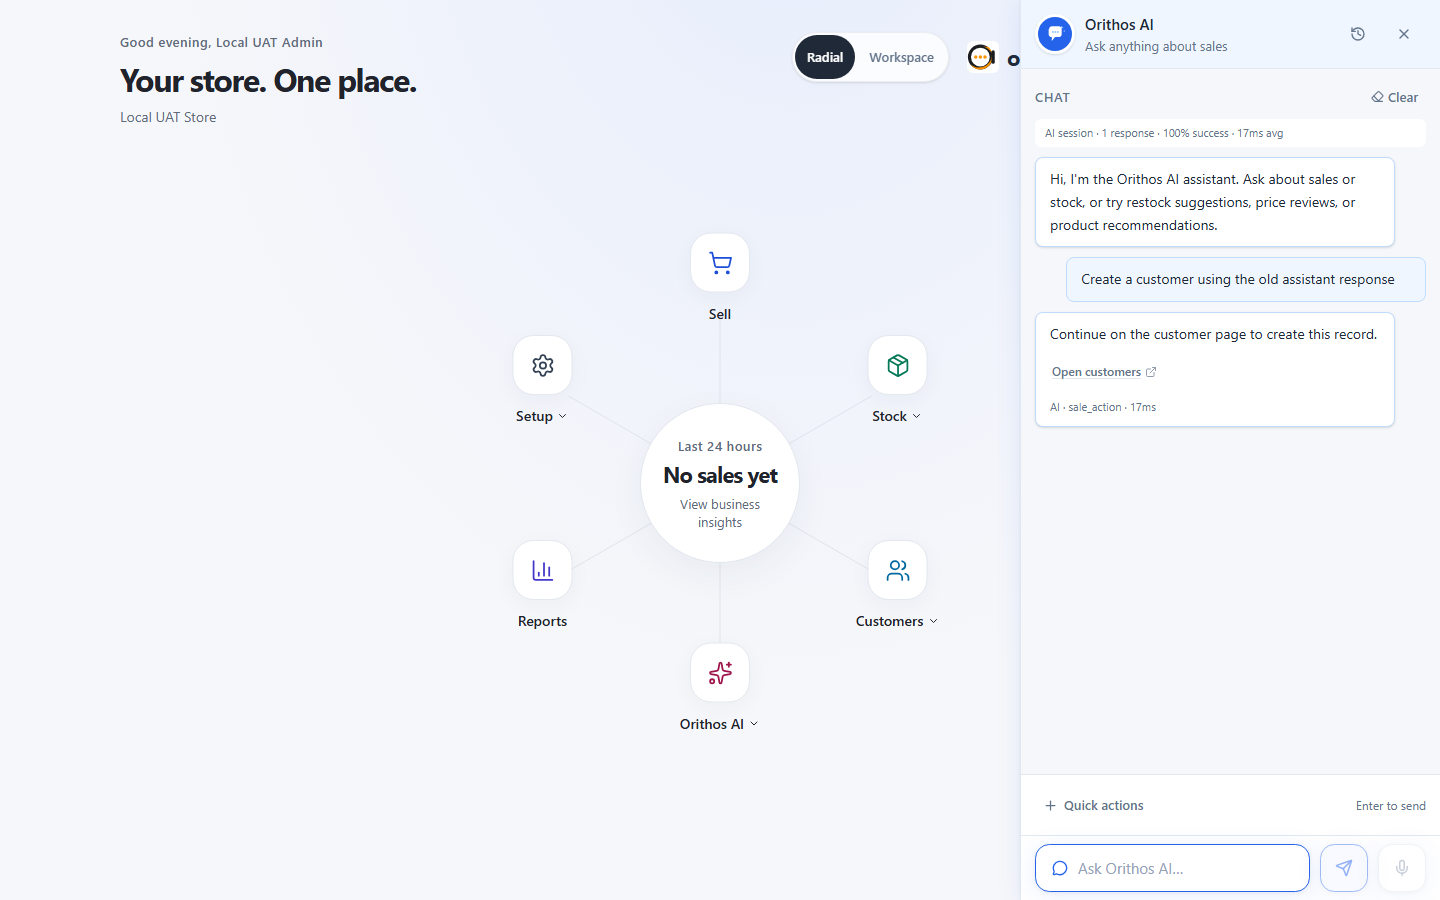 Good evening, Local UAT Admin
Your store. One place.
Local UAT Store
Radial
Workspace
Sell
Setup
Stock
Last 24 hours
No sales yet
View business
insights
Reports
Customers
Orithos AI
Orithos AI
Ask anything about sales
CHAT
Clear
AI session · 1 response · 100% success · 17ms avg
Hi, I'm the Orithos AI assistant. Ask about sales or
stock, or try restock suggestions, price reviews, or
product recommendations.
Create a customer using the old assistant response
Continue on the customer page to create this record.
Open customers
AI · sale_action · 17ms
Quick actions
Enter to send
Ask Orithos AI...